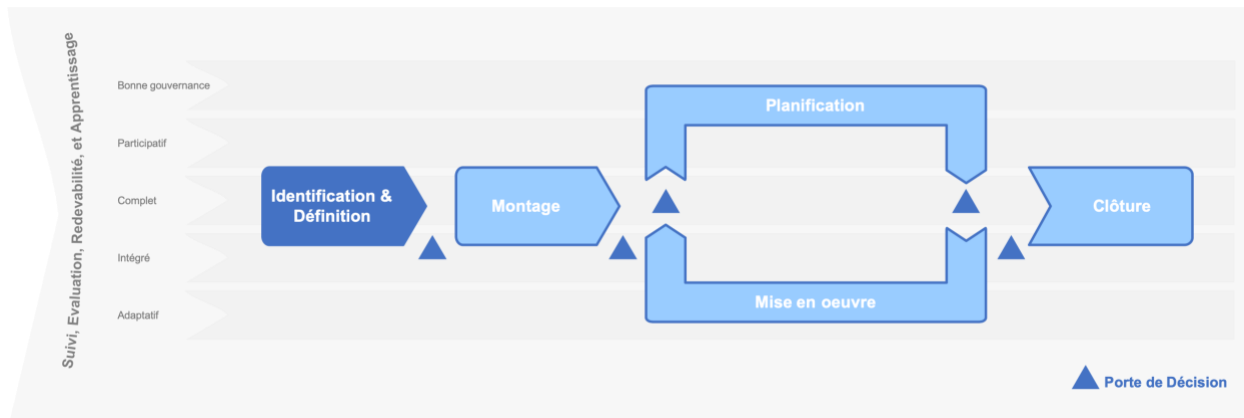 Suivi, Evaluation, Redevabilité, et Apprentissage
Bonne gouvernance
Participatif
Complet
Intégré
Adaptatif
Identification &
Définition
Montage
Planification
Mise en oeuvre
Clôture
Porte de Décision